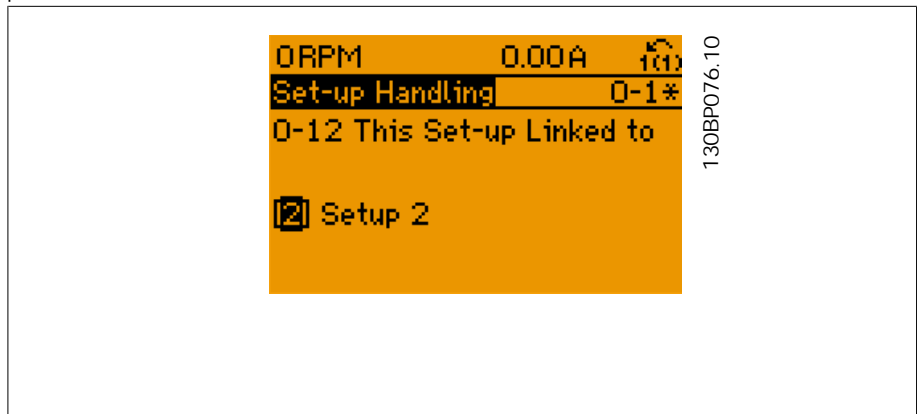 0RPM 0.00A 1(1)
Set-up Handling 0-1*
0-12 This Set-up Linked to
[2] Setup 2
130BP076.10